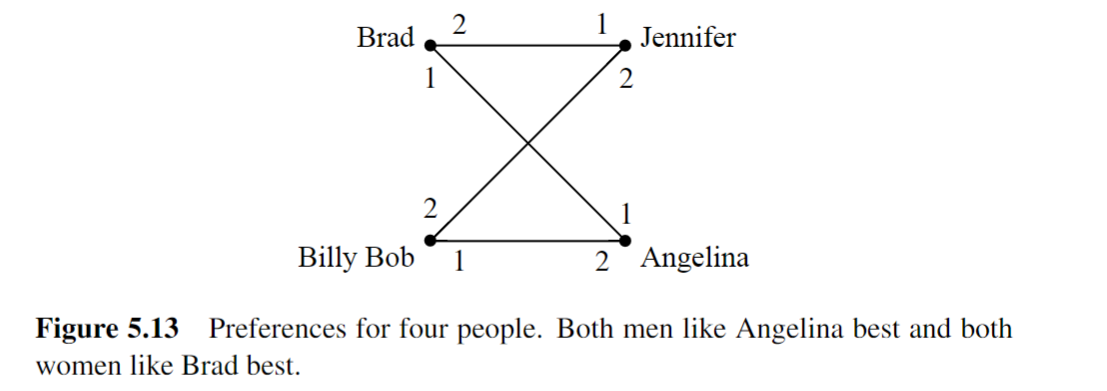 Brad 2 1 Jennifer
1 2
2 1
Billy Bob 1 2 Angelina
Figure 5.13 Preferences for four people. Both men like Angelina best and both
women like Brad best.